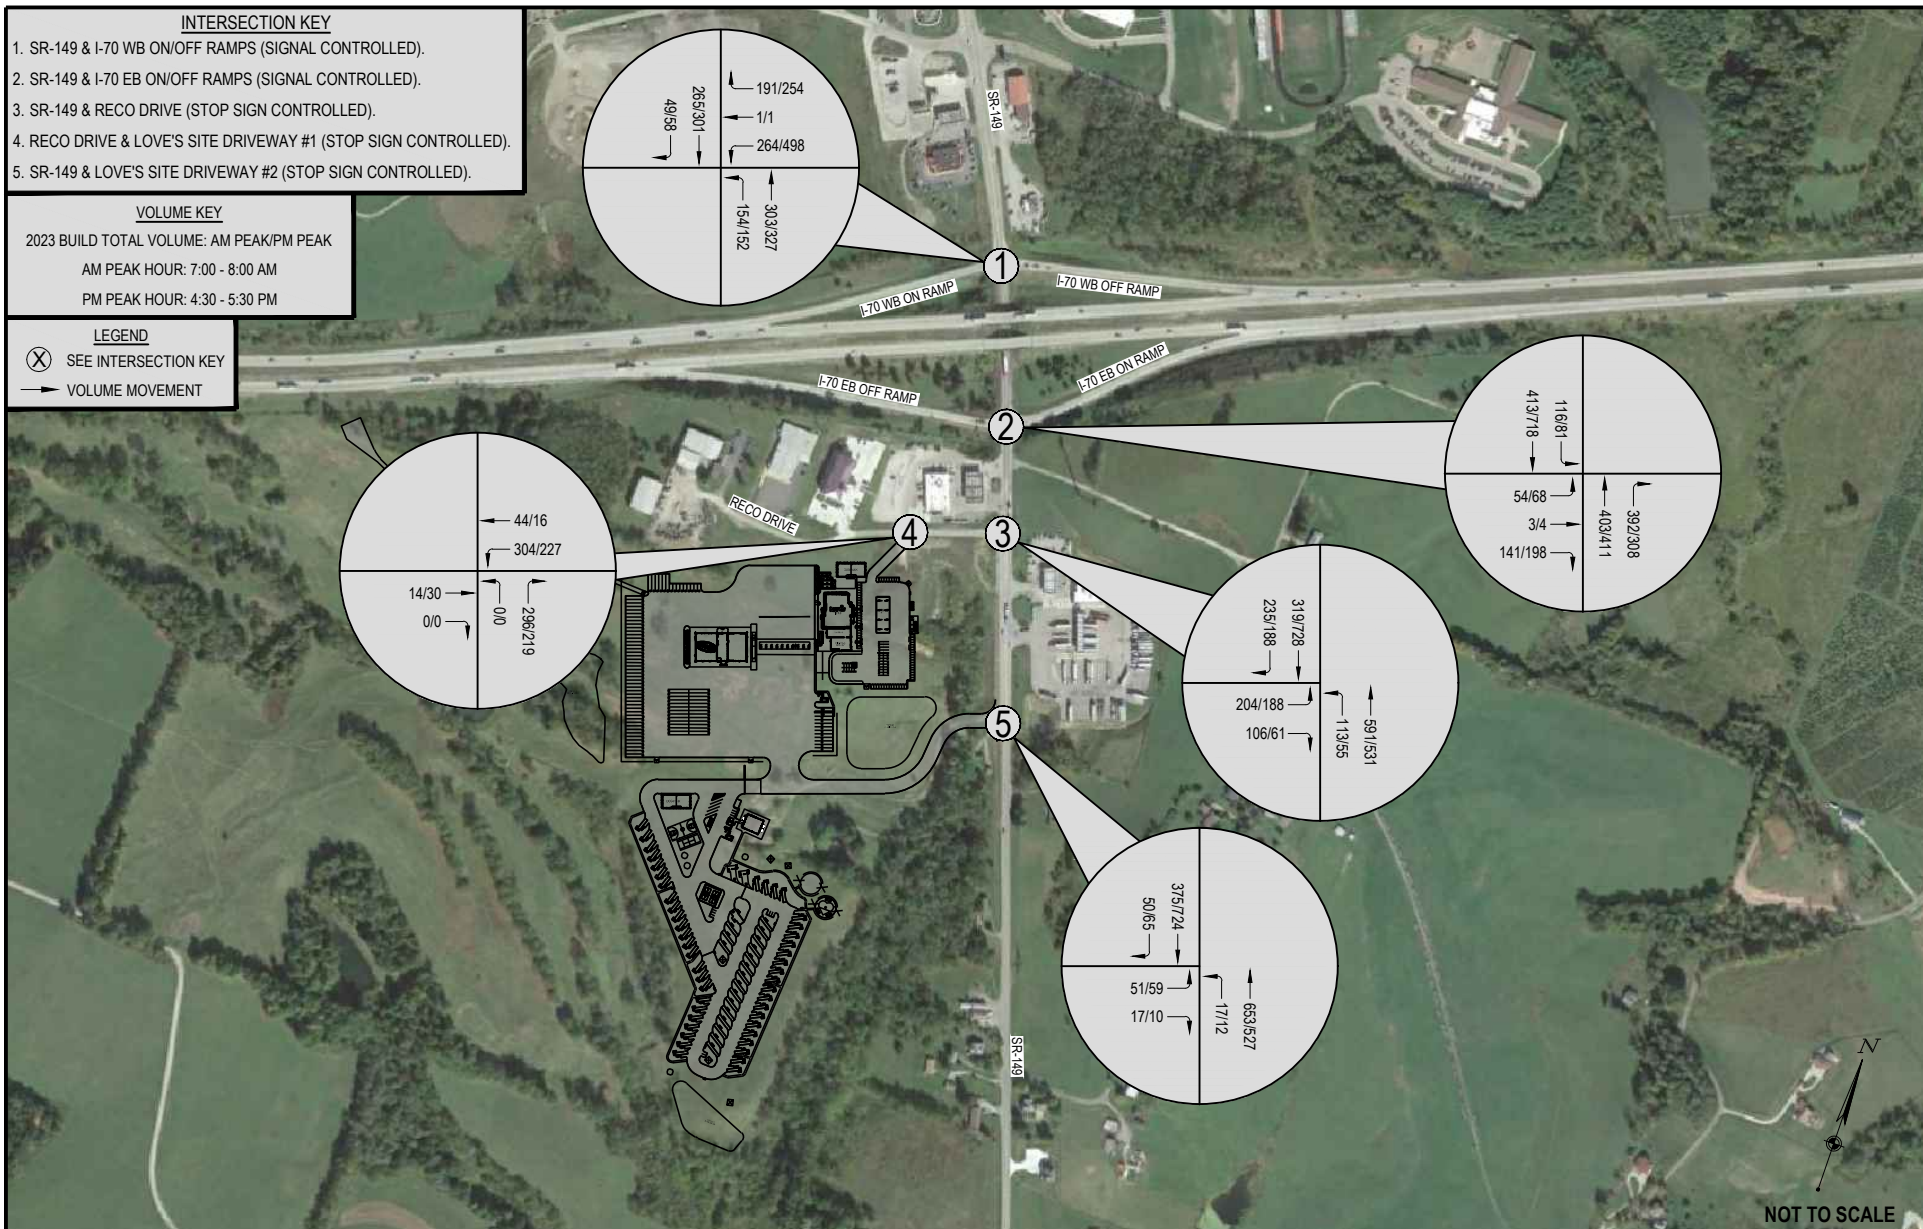 INTERSECTION KEY
1. SR-149 & I-70 WB ON/OFF RAMPS (SIGNAL CONTROLLED).
2. SR-149 & I-70 EB ON/OFF RAMPS (SIGNAL CONTROLLED).
3. SR-149 & RECO DRIVE (STOP SIGN CONTROLLED).
4. RECO DRIVE & LOVE'S SITE DRIVEWAY #1 (STOP SIGN CONTROLLED).
5. SR-149 & LOVE'S SITE DRIVEWAY #2 (STOP SIGN CONTROLLED).
VOLUME KEY
2023 BUILD TOTAL VOLUME: AM PEAK/PM PEAK
AM PEAK HOUR: 7:00 - 8:00 AM
PM PEAK HOUR: 4:30 - 5:30 PM
LEGEND
X SEE INTERSECTION KEY
VOLUME MOVEMENT
49/58
265/301
191/254
1/1
264/498
154/152
303/327
SR-149
1
I-70 WB ON RAMP
I-70 WB OFF RAMP
I-70 EB OFF RAMP
I-70 EB ON RAMP
2
413/718
116/81
54/68
3/4
141/198
403/411
392/308
RECO DRIVE
4
3
44/16
304/227
14/30
0/0
0/0
296/219
235/188
319/728
204/188
106/61
113/55
591/531
5
50/65
375/724
51/59
17/10
17/12
653/527
SR-149
N
NOT TO SCALE